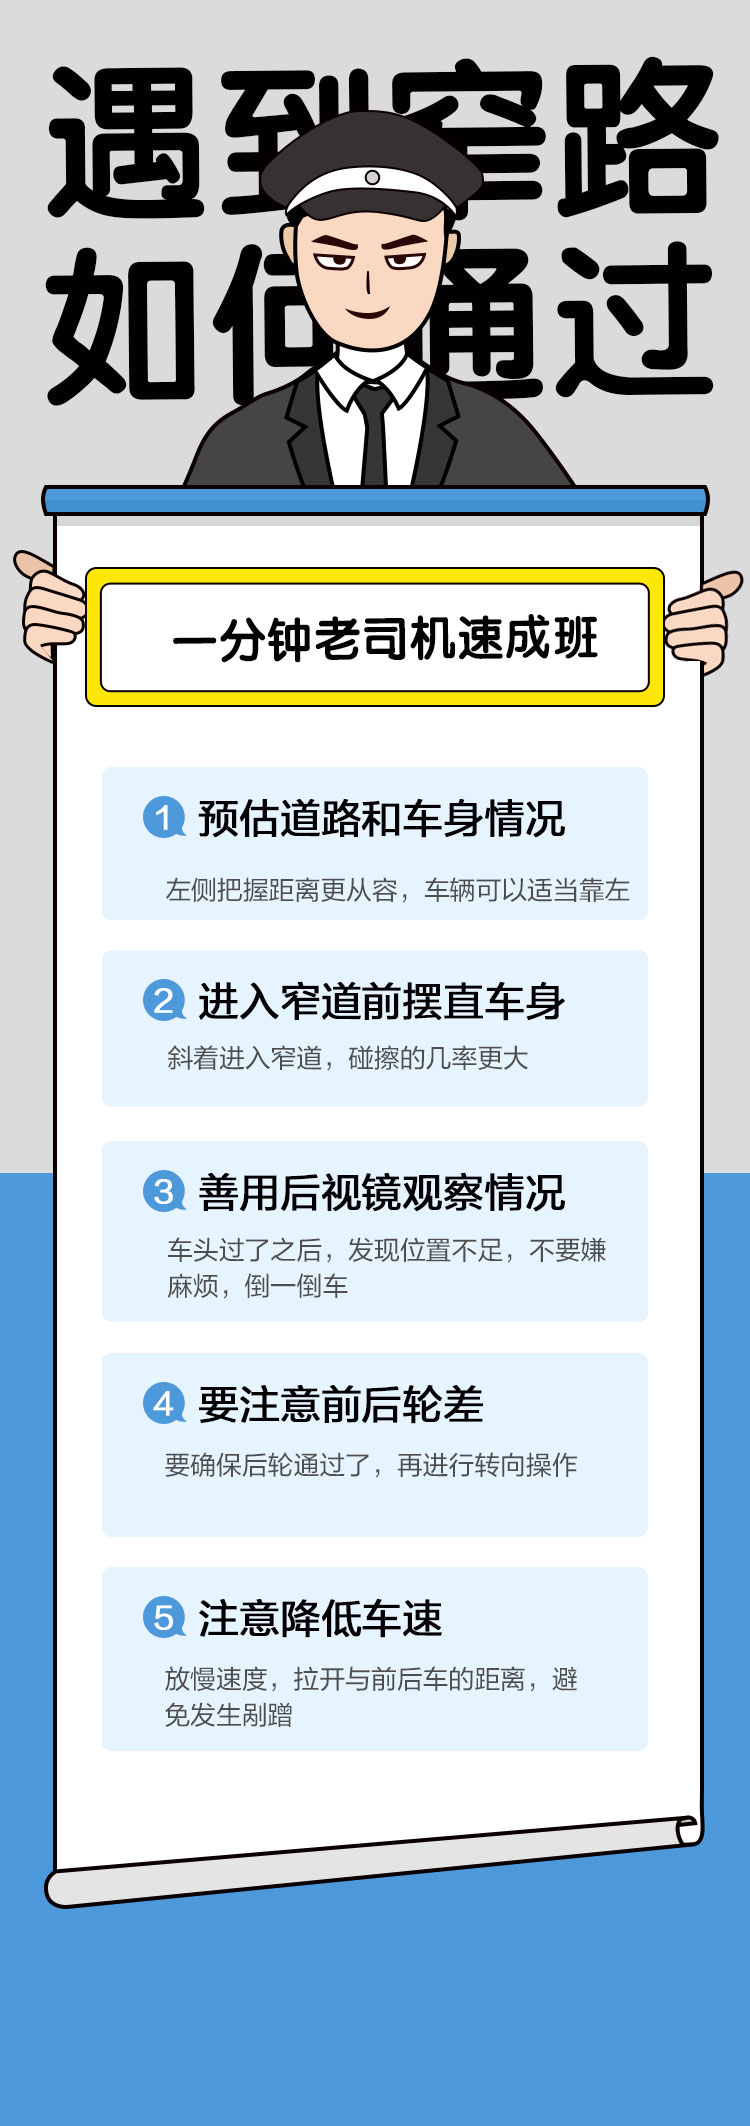 遇到窄路
如何通过
一分钟老司机速成班
1 预估道路和车身情况
左侧把握距离更从容，车辆可以适当靠左
2 进入窄道前摆直车身
斜着进入窄道，碰擦的几率更大
3 善用后视镜观察情况
车头过了之后，发现位置不足，不要嫌
麻烦，倒一倒车
4 要注意前后轮差
要确保后轮通过了，再进行转向操作
5 注意降低车速
放慢速度，拉开与前后车的距离，避
免发生剐蹭